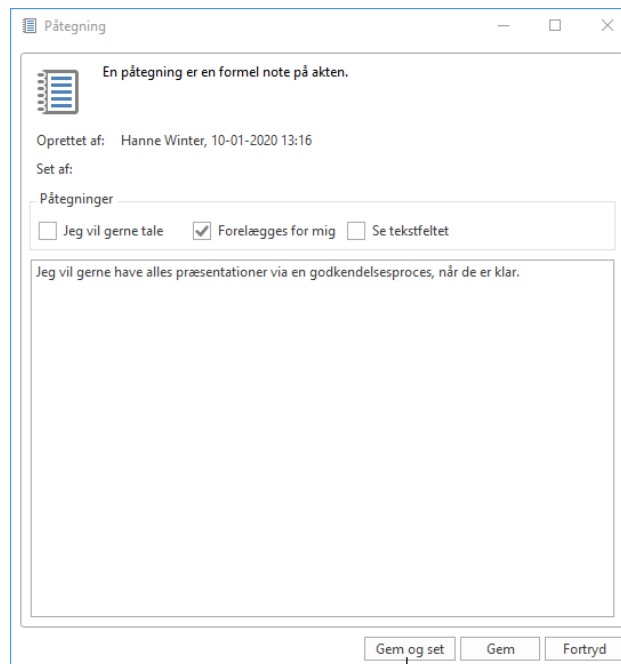 Påtegning
En påtegning er en formel note på akten.
Oprettet af: Hanne Winter, 10-01-2020 13:16
Set af:
Påtegninger
Jeg vil gerne tale Forelægges for mig Se tekstfeltet
Jeg vil gerne have alles præsentationer via en godkendelsesproces, når de er klar.
Gem og set Gem Fortryd